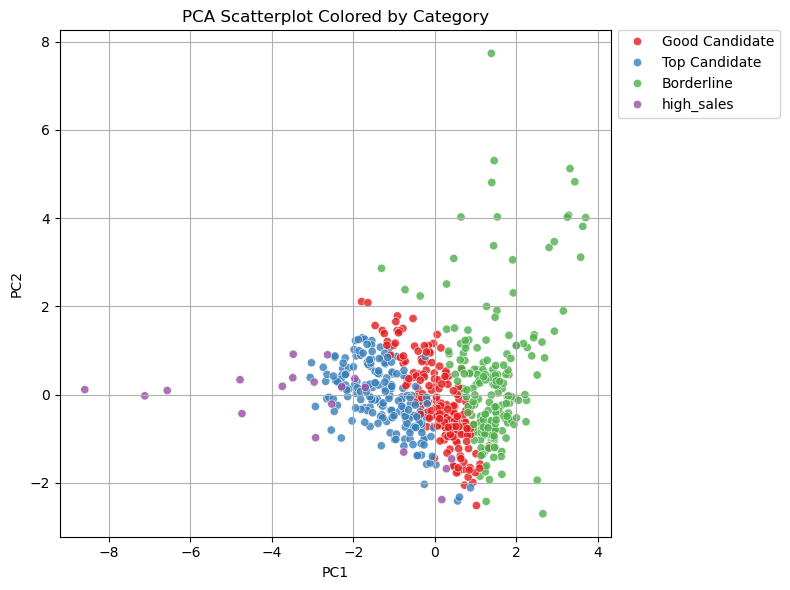 PCA Scatterplot Colored by Category
Good Candidate
Top Candidate
Borderline
high_sales
8
6
4
2
0
−2
PC2
−8
−6
−4
−2
0
2
4
PC1